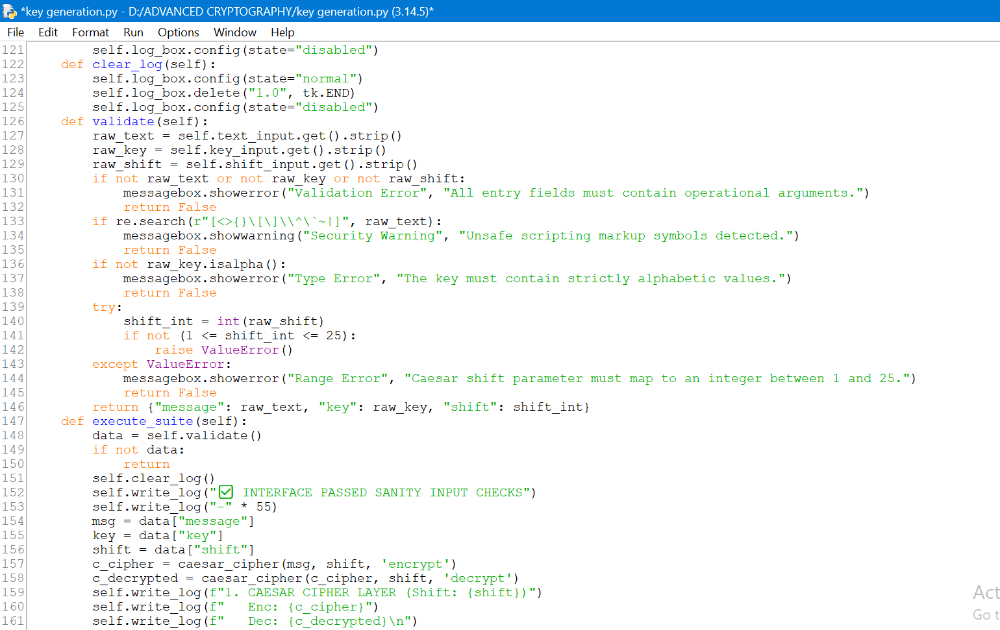 *key generation.py - D:/ADVANCED CRYPTOGRAPHY/key generation.py (3.14.5)*
File Edit Format Run Options Window Help
121         self.log_box.config(state="disabled")
122     def clear_log(self):
123         self.log_box.config(state="normal")
124         self.log_box.delete("1.0", tk.END)
125         self.log_box.config(state="disabled")
126     def validate(self):
127         raw_text = self.text_input.get().strip()
128         raw_key = self.key_input.get().strip()
129         raw_shift = self.shift_input.get().strip()
130         if not raw_text or not raw_key or not raw_shift:
131             messagebox.showerror("Validation Error", "All entry fields must contain operational arguments.")
132             return False
133         if re.search(r"[<>{}\[\]\\^\`~|]", raw_text):
134             messagebox.showwarning("Security Warning", "Unsafe scripting markup symbols detected.")
135             return False
136         if not raw_key.isalpha():
137             messagebox.showerror("Type Error", "The key must contain strictly alphabetic values.")
138             return False
139         try:
140             shift_int = int(raw_shift)
141             if not (1 <= shift_int <= 25):
142                 raise ValueError()
143         except ValueError:
144             messagebox.showerror("Range Error", "Caesar shift parameter must map to an integer between 1 and 25.")
145             return False
146         return {"message": raw_text, "key": raw_key, "shift": shift_int}
147     def execute_suite(self):
148         data = self.validate()
149         if not data:
150             return
151         self.clear_log()
152         self.write_log("✅ INTERFACE PASSED SANITY INPUT CHECKS")
153         self.write_log("-" * 55)
154         msg = data["message"]
155         key = data["key"]
156         shift = data["shift"]
157         c_cipher = caesar_cipher(msg, shift, 'encrypt')
158         c_decrypted = caesar_cipher(c_cipher, shift, 'decrypt')
159         self.write_log(f"1. CAESAR CIPHER LAYER (Shift: {shift})")
160         self.write_log(f"   Enc: {c_cipher}")
161         self.write_log(f"   Dec: {c_decrypted}\n")
Act
Go t